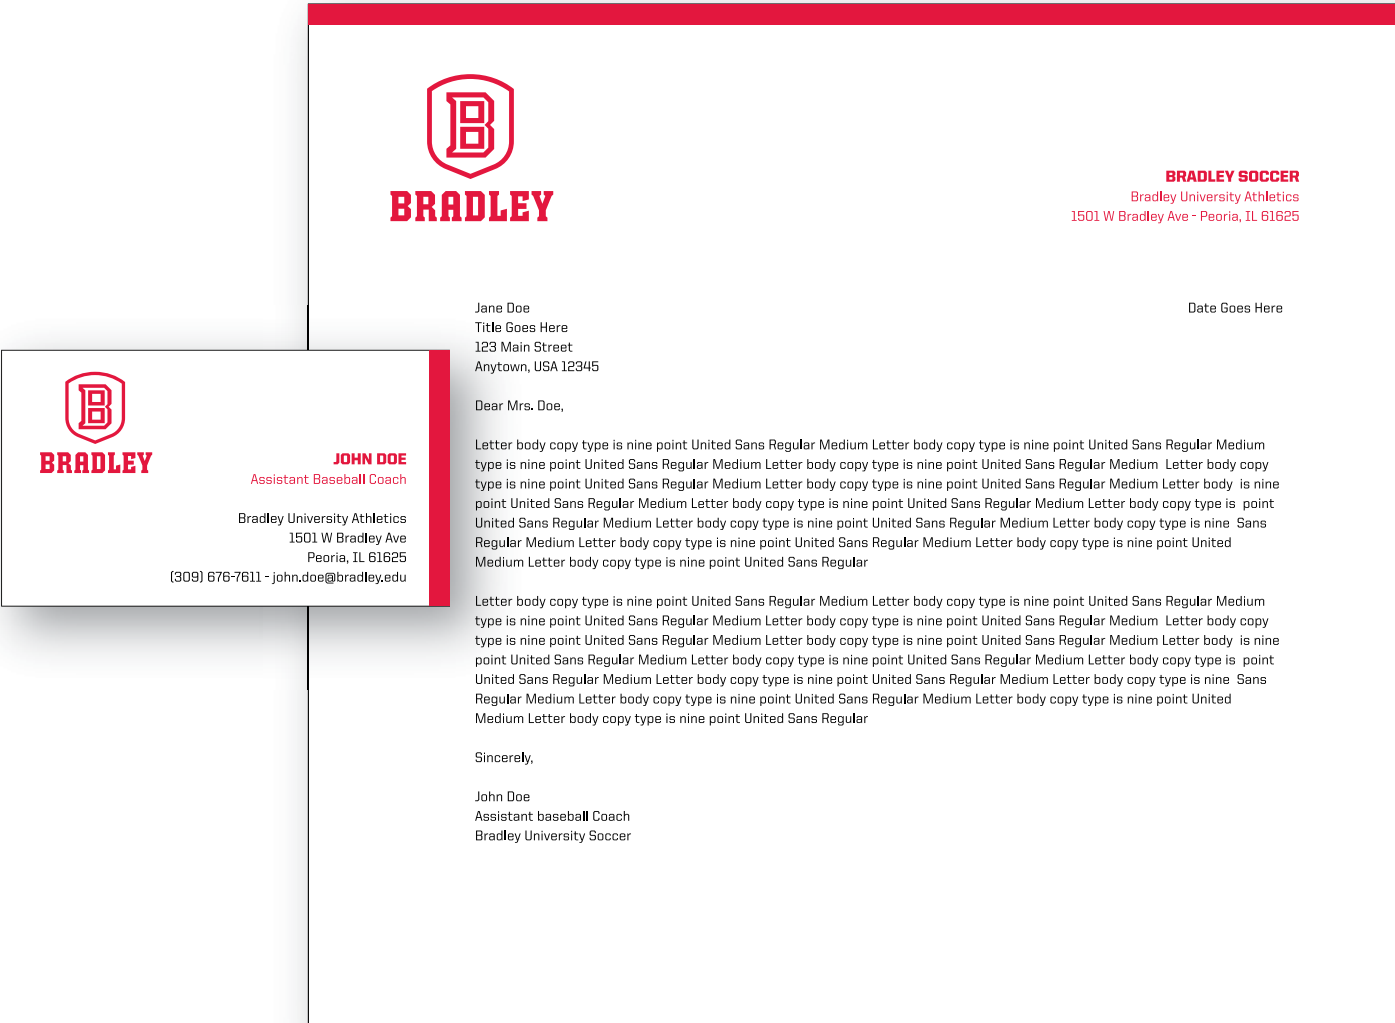 B
BRADLEY
BRADLEY SOCCER
Bradley University Athletics
1501 W Bradley Ave - Peoria, IL 61625
Jane Doe
Date Goes Here
Title Goes Here
123 Main Street
Anytown, USA 12345
Dear Mrs. Doe,
Letter body copy type is nine point United Sans Regular Medium Letter body copy type is nine point United Sans Regular Medium
type is nine point United Sans Regular Medium Letter body copy type is nine point United Sans Regular Medium  Letter body copy
type is nine point United Sans Regular Medium Letter body copy type is nine point United Sans Regular Medium Letter body  is nine
point United Sans Regular Medium Letter body copy type is nine point United Sans Regular Medium Letter body copy type is  point
United Sans Regular Medium Letter body copy type is nine point United Sans Regular Medium Letter body copy type is nine  Sans
Regular Medium Letter body copy type is nine point United Sans Regular Medium Letter body copy type is nine point United
Medium Letter body copy type is nine point United Sans Regular
Letter body copy type is nine point United Sans Regular Medium Letter body copy type is nine point United Sans Regular Medium
type is nine point United Sans Regular Medium Letter body copy type is nine point United Sans Regular Medium  Letter body copy
type is nine point United Sans Regular Medium Letter body copy type is nine point United Sans Regular Medium Letter body  is nine
point United Sans Regular Medium Letter body copy type is nine point United Sans Regular Medium Letter body copy type is  point
United Sans Regular Medium Letter body copy type is nine point United Sans Regular Medium Letter body copy type is nine  Sans
Regular Medium Letter body copy type is nine point United Sans Regular Medium Letter body copy type is nine point United
Medium Letter body copy type is nine point United Sans Regular
Sincerely,
John Doe
Assistant baseball Coach
Bradley University Soccer
B
BRADLEY
JOHN DOE
Assistant Baseball Coach
Bradley University Athletics
1501 W Bradley Ave
Peoria, IL 61625
(309) 676-7611 - john.doe@bradley.edu